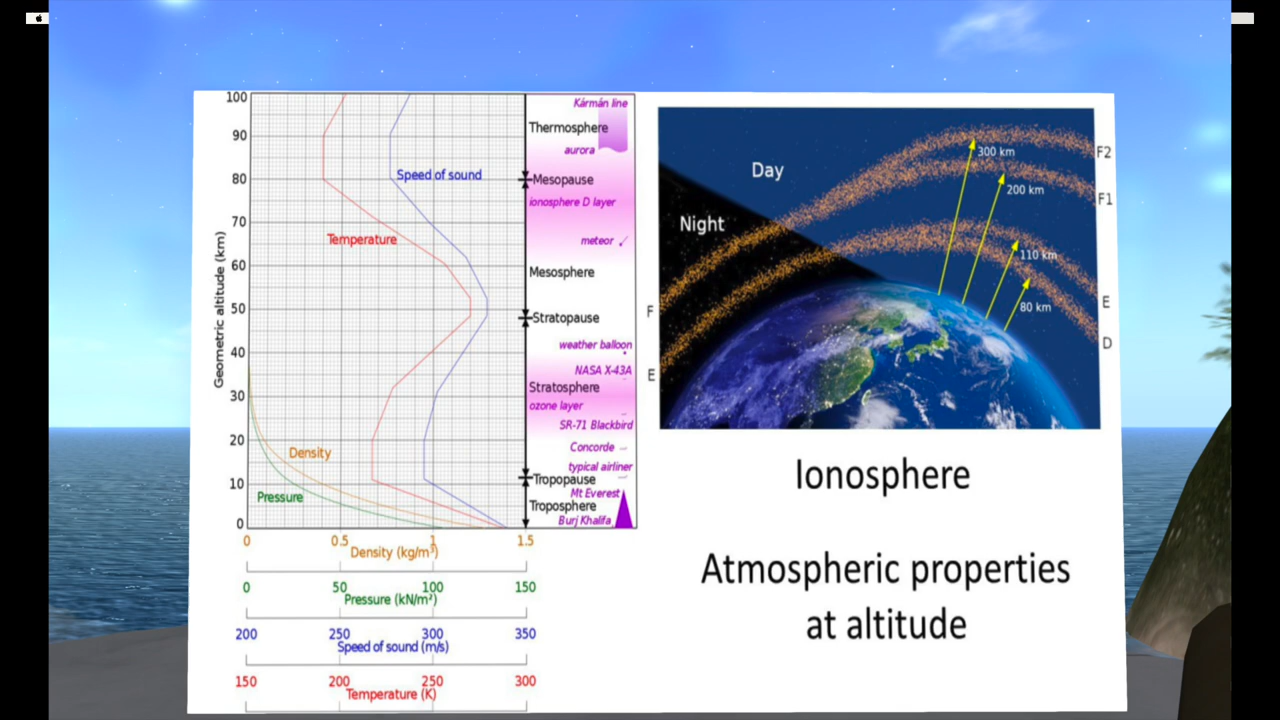 100
90
80
70
60
50
40
30
20
10
0
Geometric altitude (km)
Speed of sound
Temperature
Density
Pressure
Kármán line
Thermosphere
aurora
Mesopause
ionosphere D layer
meteor
Mesosphere
Stratopause
weather balloon
NASA X-43A
Stratosphere
ozone layer
SR-71 Blackbird
Concorde
typical airliner
Tropopause
Mt Everest
Troposphere
Burj Khalifa
0 0.5 1 1.5
Density (kg/m³)
0 50 100 150
Pressure (kN/m²)
200 250 300 350
Speed of sound (m/s)
150 200 250 300
Temperature (K)
Day
Night
300 km
200 km
110 km
80 km
F2
F1
E
D
F
E
Ionosphere
Atmospheric properties
at altitude